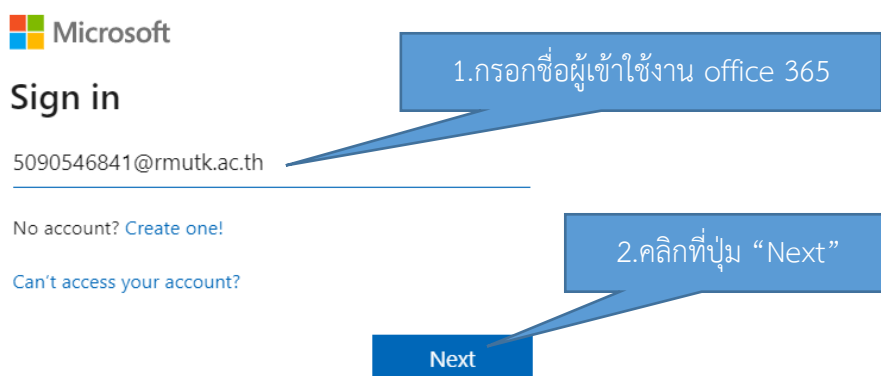 Microsoft
1.กรอกชื่อผู้เข้าใช้งาน office 365
Sign in
5090546841@rmutk.ac.th
No account? Create one!
2.คลิกที่ปุ่ม “Next”
Can’t access your account?
Next